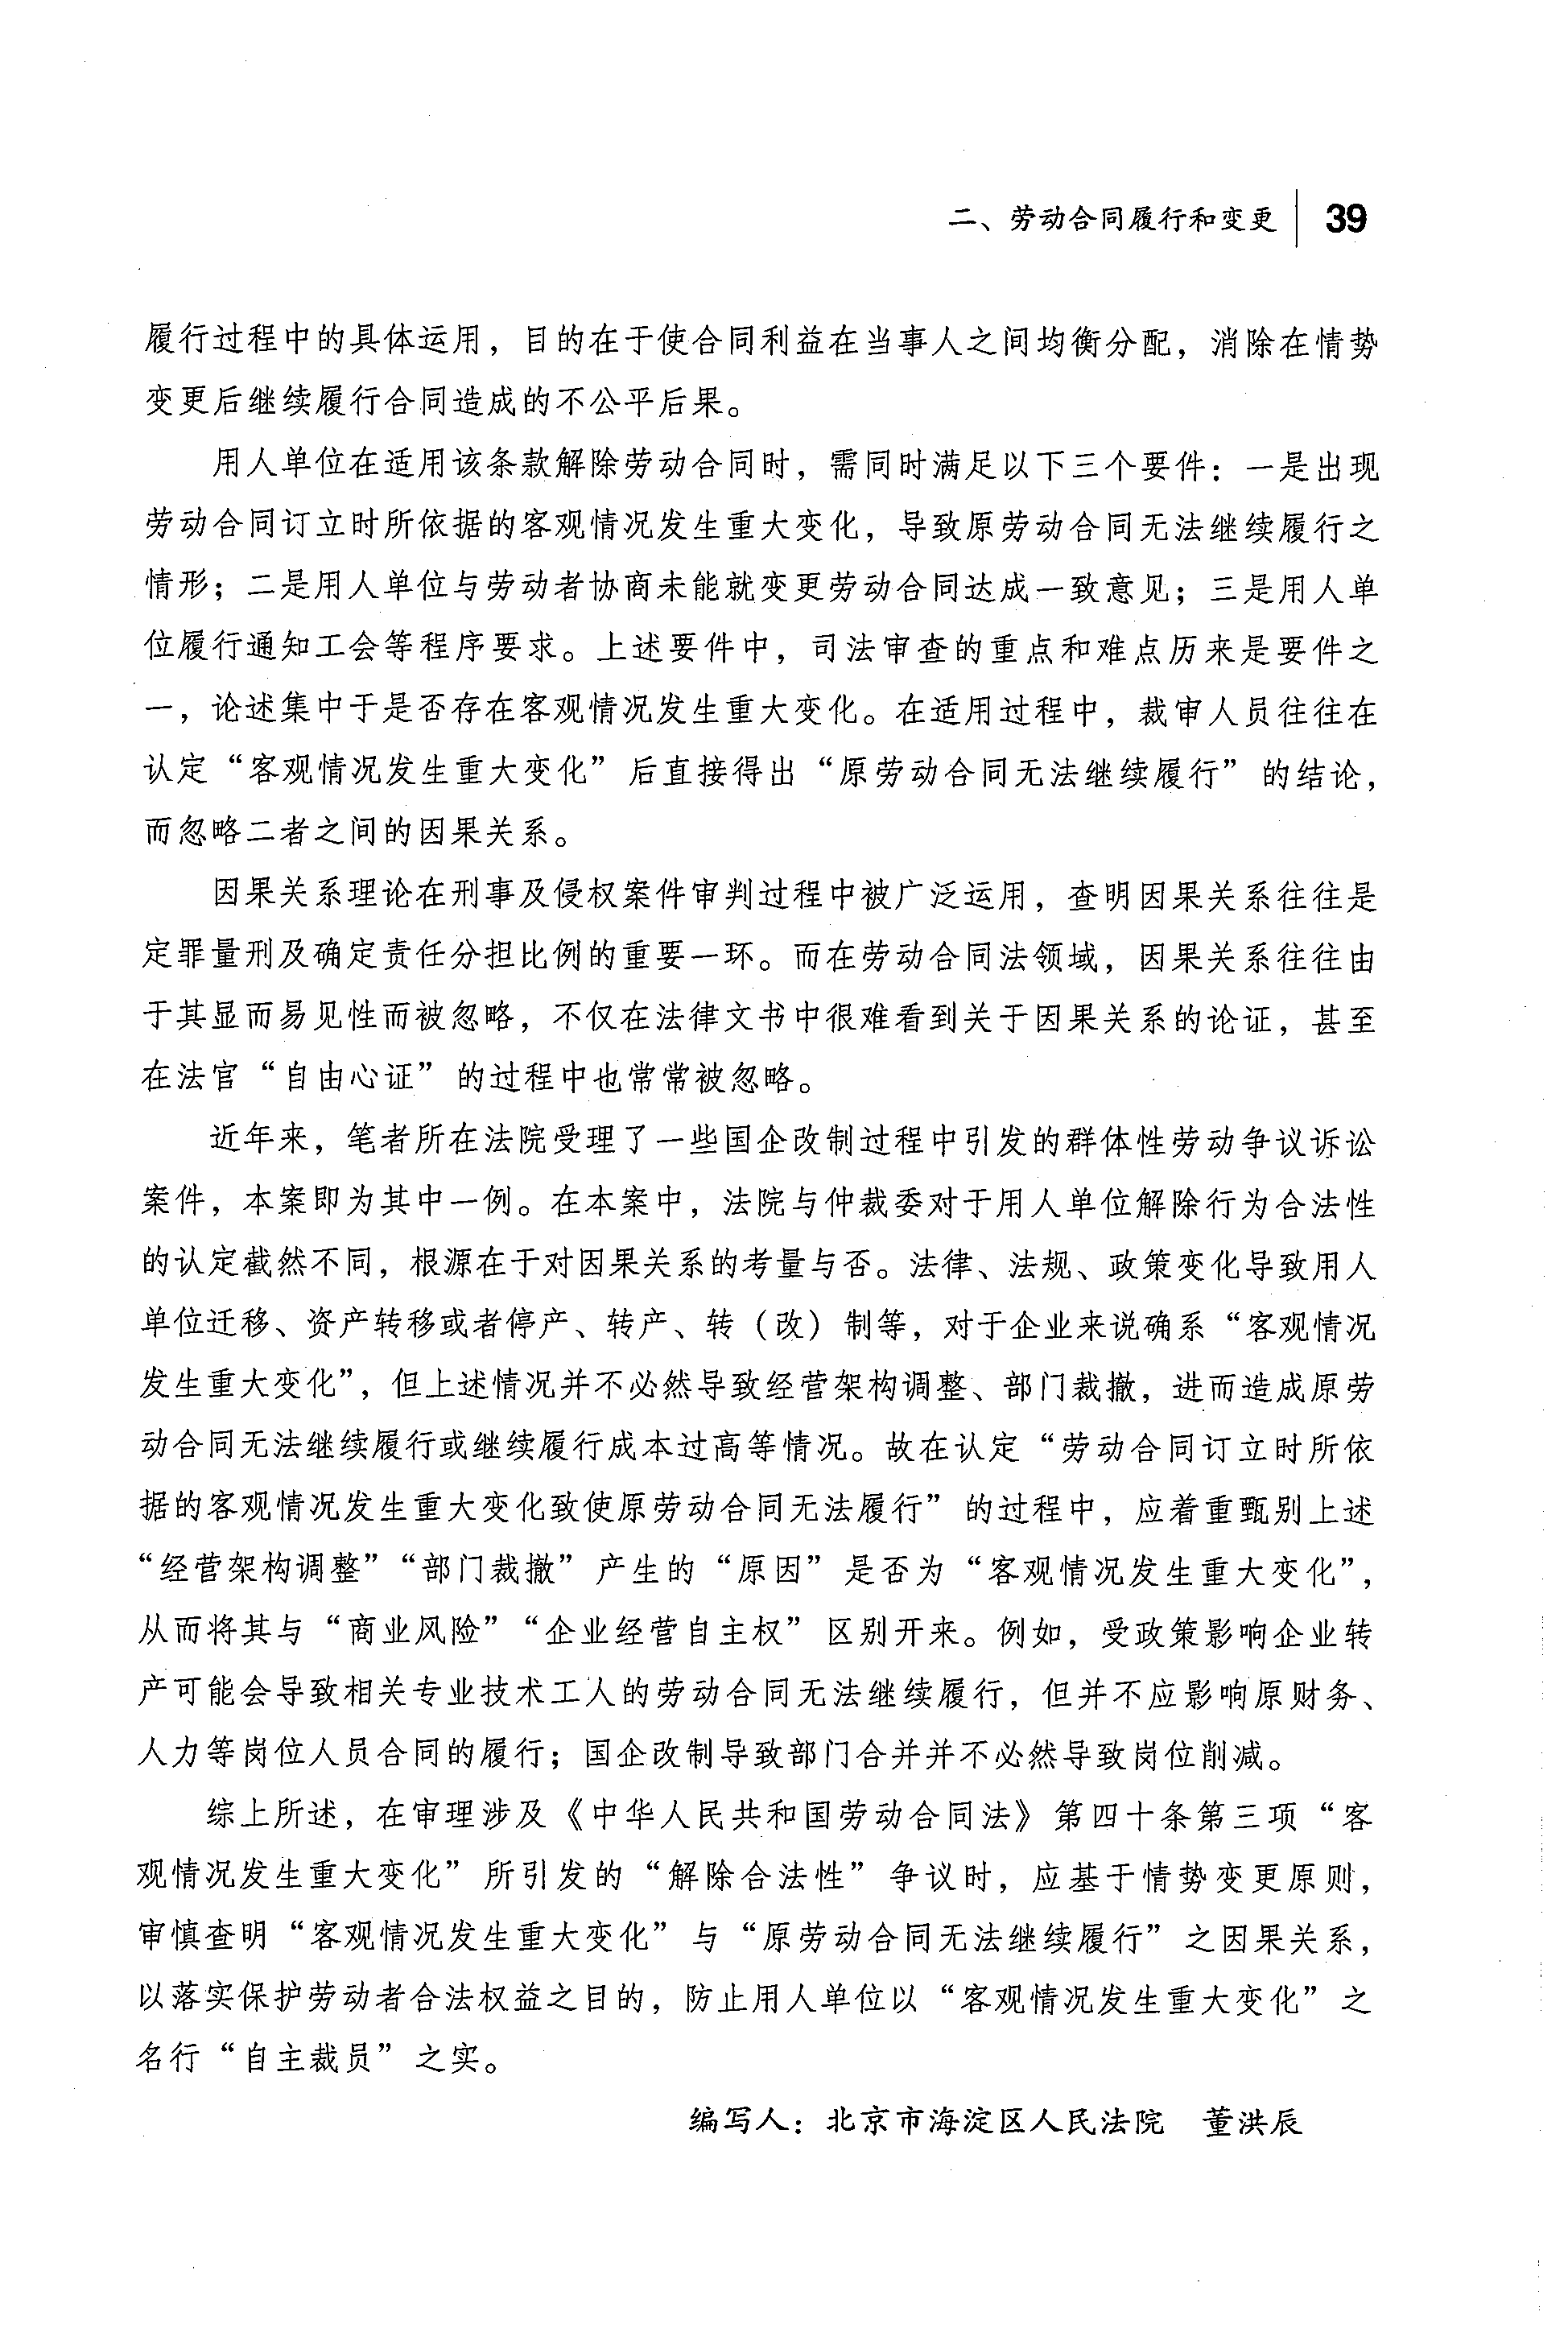 二、劳动合同履行和变更 39
履行过程中的具体运用，目的在于使合同利益在当事人之间均衡分配，消除在情势
变更后继续履行合同造成的不公平后果。
用人单位在适用该条款解除劳动合同时，需同时满足以下三个要件：一是出现
劳动合同订立时所依据的客观情况发生重大变化，导致原劳动合同无法继续履行之
情形；二是用人单位与劳动者协商未能就变更劳动合同达成一致意见；三是用人单
位履行通知工会等程序要求。上述要件中，司法审查的重点和难点历来是要件之
一，论述集中于是否存在客观情况发生重大变化。在适用过程中，裁审人员往往在
认定“客观情况发生重大变化”后直接得出“原劳动合同无法继续履行”的结论，
而忽略二者之间的因果关系。
因果关系理论在刑事及侵权案件审判过程中被广泛运用，查明因果关系往往是
定罪量刑及确定责任分担比例的重要一环。而在劳动合同法领域，因果关系往往由
于其显而易见性而被忽略，不仅在法律文书中很难看到关于因果关系的论证，甚至
在法官“自由心证”的过程中也常常被忽略。
近年来，笔者所在法院受理了一些国企改制过程中引发的群体性劳动争议诉讼
案件，本案即为其中一例。在本案中，法院与仲裁委对于用人单位解除行为合法性
的认定截然不同，根源在于对因果关系的考量与否。法律、法规、政策变化导致用人
单位迁移、资产转移或者停产、转产、转（改）制等，对于企业来说确系“客观情况
发生重大变化”，但上述情况并不必然导致经营架构调整、部门裁撤，进而造成原劳
动合同无法继续履行或继续履行成本过高等情况。故在认定“劳动合同订立时所依
据的客观情况发生重大变化致使原劳动合同无法履行”的过程中，应着重甄别上述
“经营架构调整”“部门裁撤”产生的“原因”是否为“客观情况发生重大变化”，
从而将其与“商业风险”“企业经营自主权”区别开来。例如，受政策影响企业转
产可能会导致相关专业技术工人的劳动合同无法继续履行，但并不应影响原财务、
人力等岗位人员合同的履行；国企改制导致部门合并并不必然导致岗位削减。
综上所述，在审理涉及《中华人民共和国劳动合同法》第四十条第三项“客
观情况发生重大变化”所引发的“解除合法性”争议时，应基于情势变更原则，
审慎查明“客观情况发生重大变化”与“原劳动合同无法继续履行”之因果关系，
以落实保护劳动者合法权益之目的，防止用人单位以“客观情况发生重大变化”之
名行“自主裁员”之实。
编写人：北京市海淀区人民法院 董洪辰